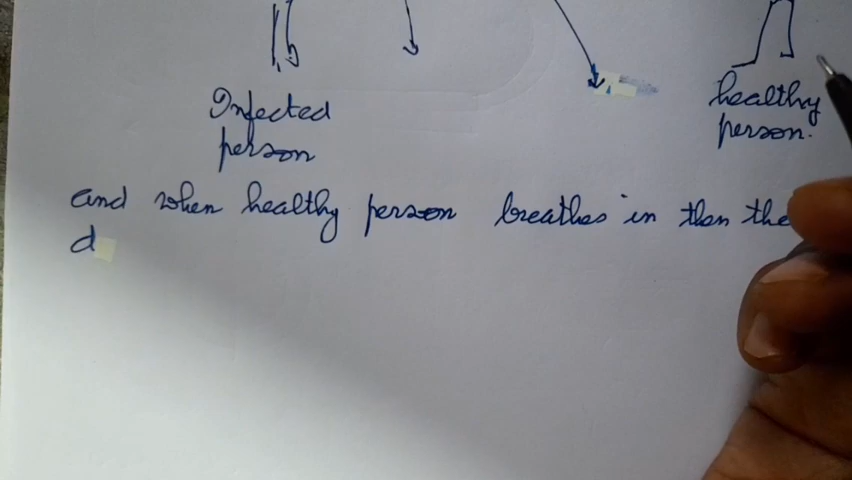 Infected
person
healthy
person.
and when healthy person breathes in then the
d